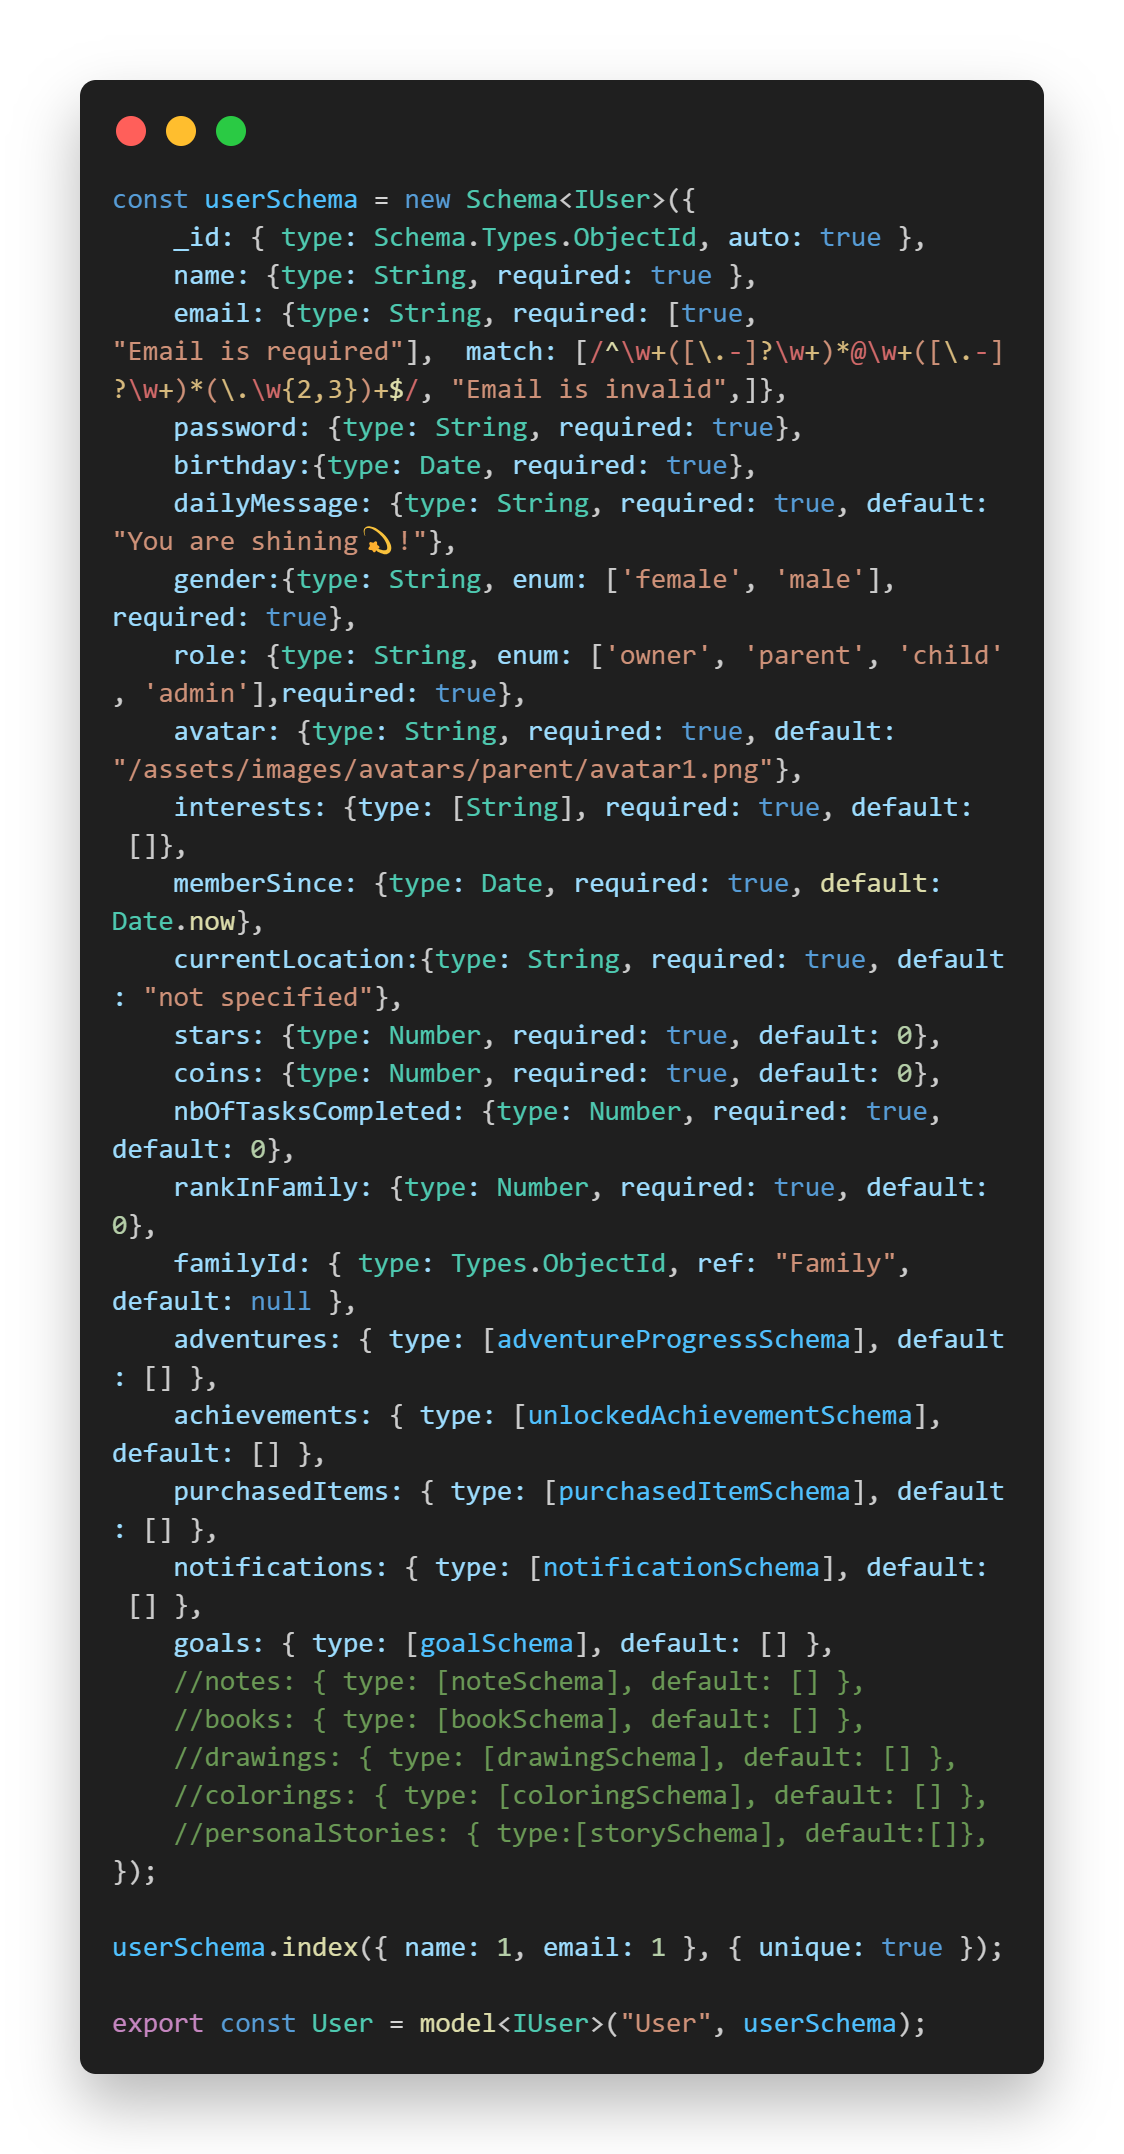 const userSchema = new Schema<IUser>({
    _id: { type: Schema.Types.ObjectId, auto: true },
    name: {type: String, required: true },
    email: {type: String, required: [true,
"Email is required"],  match: [/^\w+([\.-]?\w+)*@\w+([\.-]
?\w+)*(\.\w{2,3})+$/, "Email is invalid",]},
    password: {type: String, required: true},
    birthday:{type: Date, required: true},
    dailyMessage: {type: String, required: true, default:
"You are shining💫!"},
    gender:{type: String, enum: ['female', 'male'],
required: true},
    role: {type: String, enum: ['owner', 'parent', 'child'
, 'admin'],required: true},
    avatar: {type: String, required: true, default:
"/assets/images/avatars/parent/avatar1.png"},
    interests: {type: [String], required: true, default:
 []},
    memberSince: {type: Date, required: true, default:
Date.now},
    currentLocation:{type: String, required: true, default
: "not specified"},
    stars: {type: Number, required: true, default: 0},
    coins: {type: Number, required: true, default: 0},
    nbOfTasksCompleted: {type: Number, required: true,
default: 0},
    rankInFamily: {type: Number, required: true, default:
0},
    familyId: { type: Types.ObjectId, ref: "Family",
default: null },
    adventures: { type: [adventureProgressSchema], default
: [] },
    achievements: { type: [unlockedAchievementSchema],
default: [] },
    purchasedItems: { type: [purchasedItemSchema], default
: [] },
    notifications: { type: [notificationSchema], default:
 [] },
    goals: { type: [goalSchema], default: [] },
    //notes: { type: [noteSchema], default: [] },
    //books: { type: [bookSchema], default: [] },
    //drawings: { type: [drawingSchema], default: [] },
    //colorings: { type: [coloringSchema], default: [] },
    //personalStories: { type:[storySchema], default:[]},
});

userSchema.index({ name: 1, email: 1 }, { unique: true });

export const User = model<IUser>("User", userSchema);